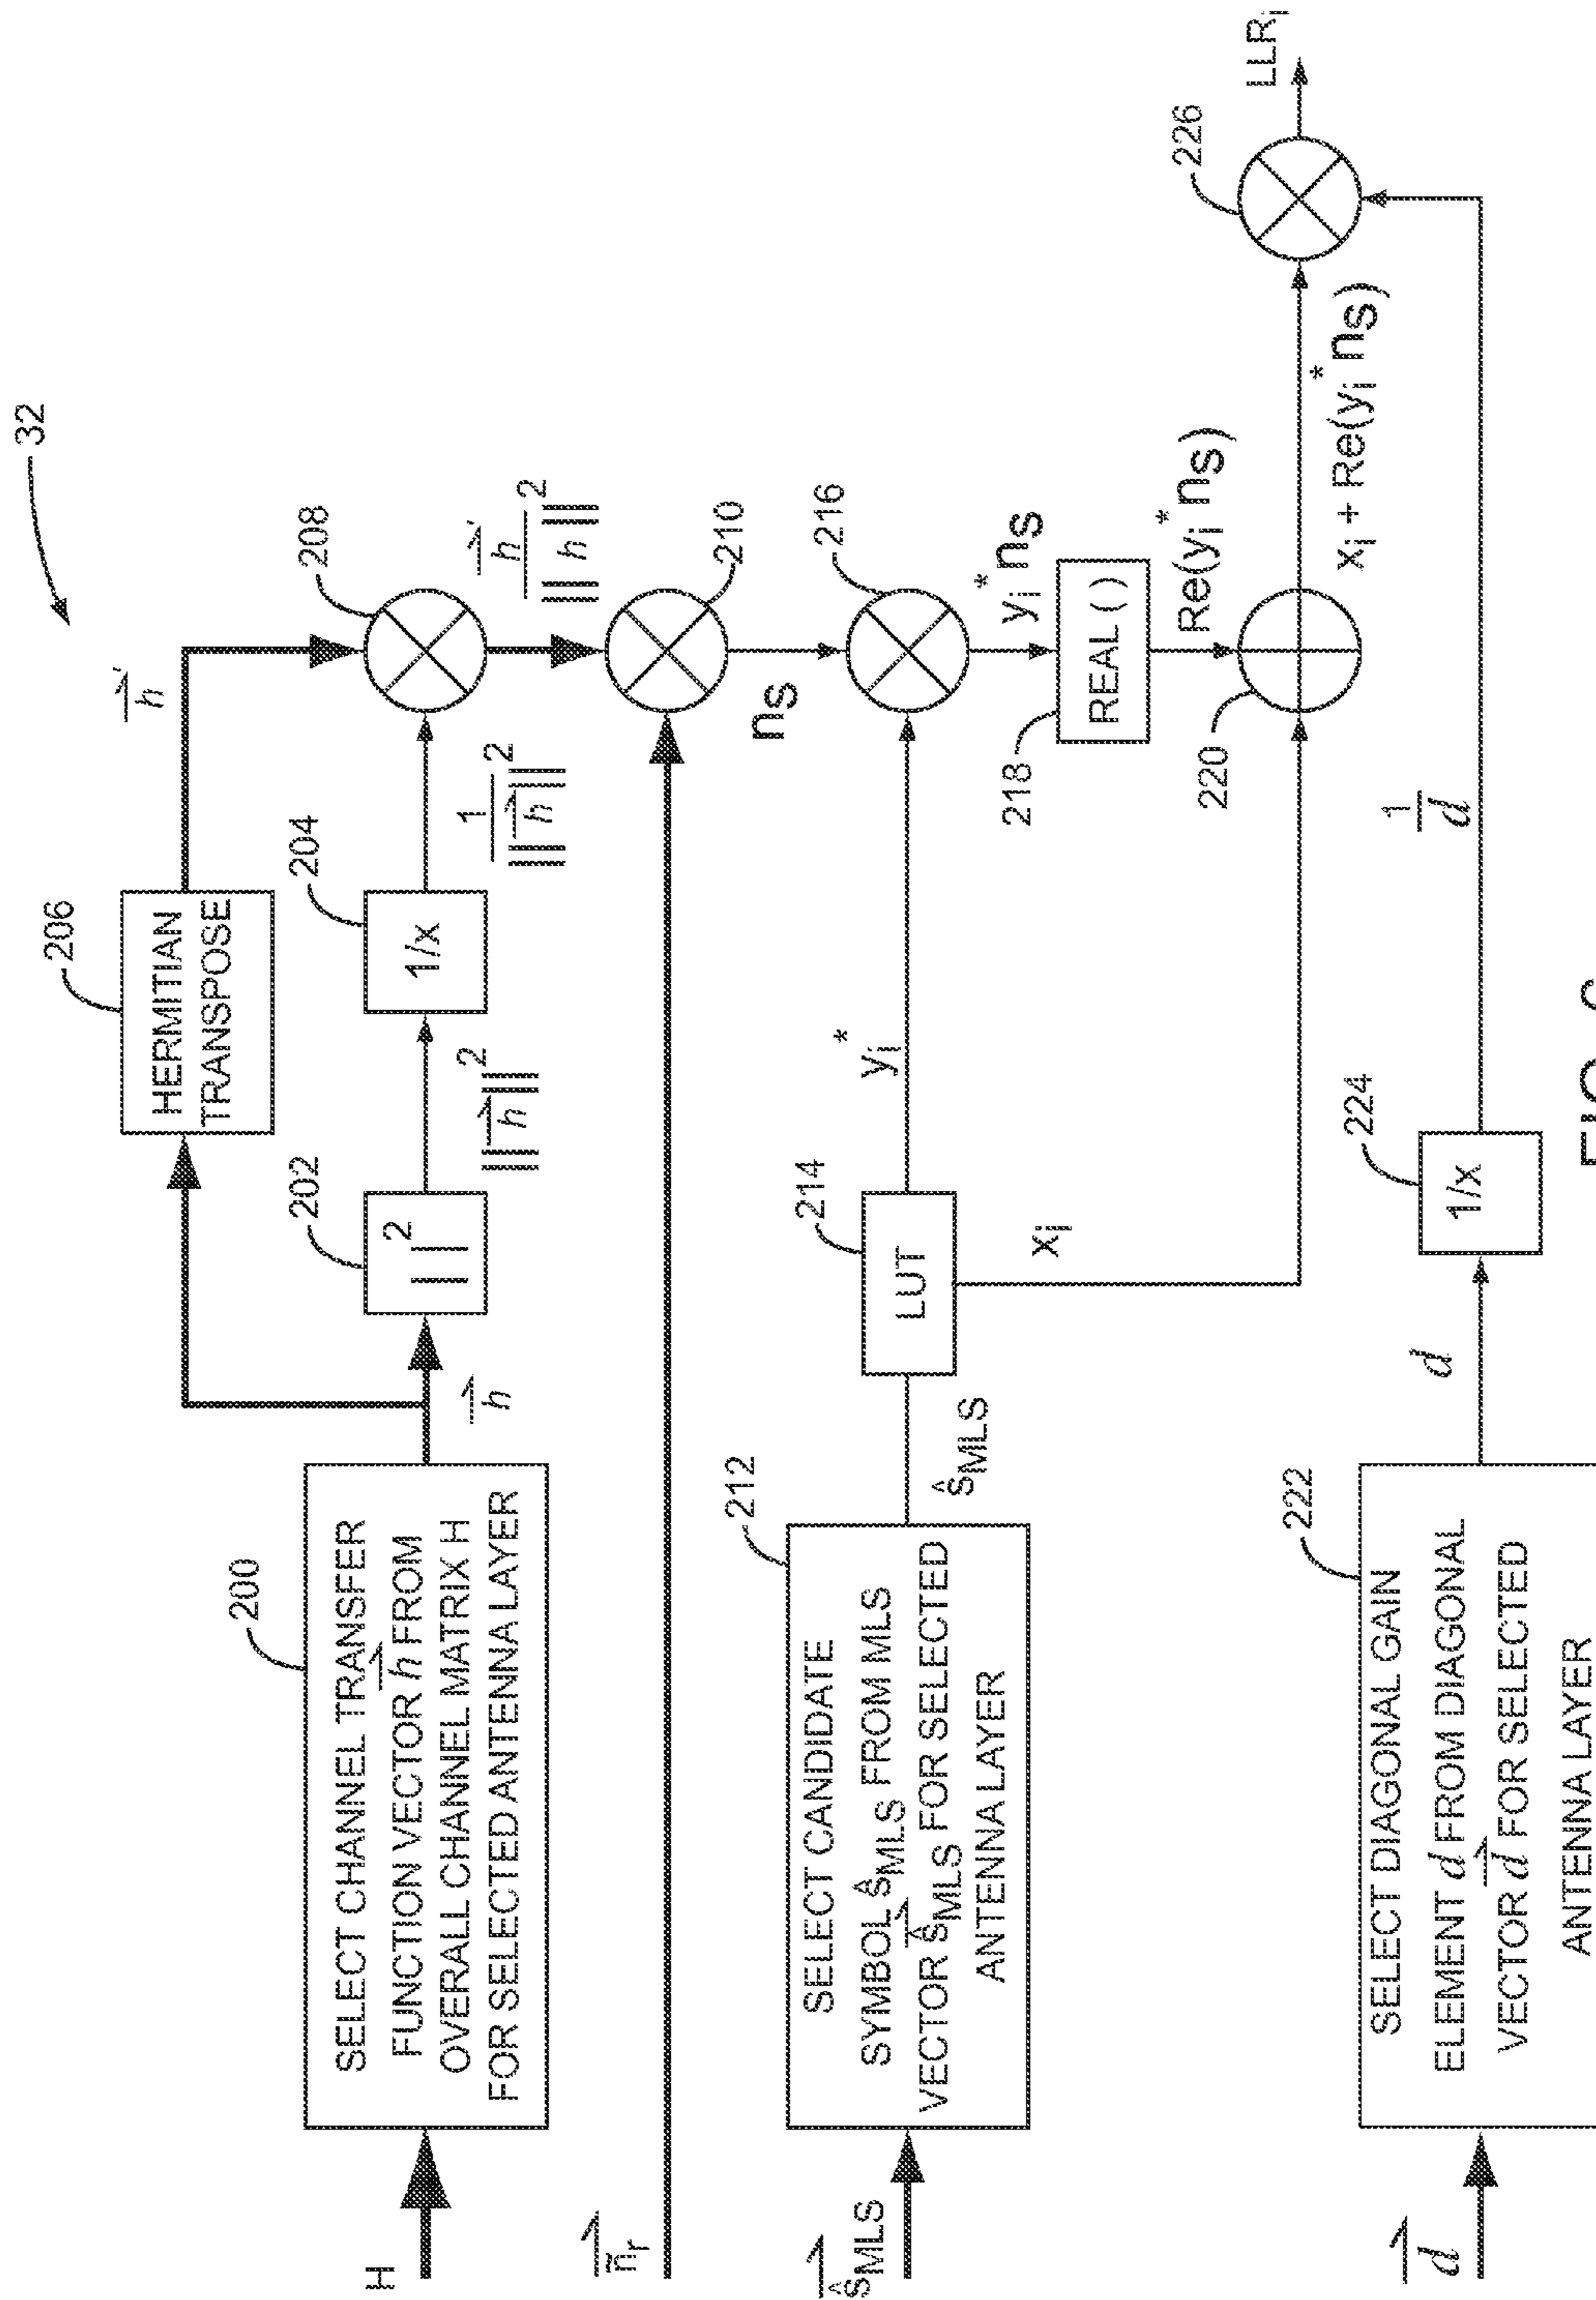 32
206
HERMITIAN
TRANSPOSE
h'
200
SELECT CHANNEL TRANSFER
FUNCTION VECTOR h FROM
OVERALL CHANNEL MATRIX H
FOR SELECTED ANTENNA LAYER
H
h
202
|| ||²
||h||²
204
1/x
1/||h||²
208
h'/||h||²
ñr
210
nS
212
SELECT CANDIDATE
SYMBOL ŝMLS FROM MLS
VECTOR ŝMLS FOR SELECTED
ANTENNA LAYER
ŝMLS
ŝMLS
214
LUT
yi*
xi
216
yi* nS
218
REAL ( )
Re(yi* nS)
220
xi + Re(yi* nS)
222
SELECT DIAGONAL GAIN
ELEMENT d FROM DIAGONAL
VECTOR d FOR SELECTED
ANTENNA LAYER
d
d
224
1/x
1/d
226
LLRi